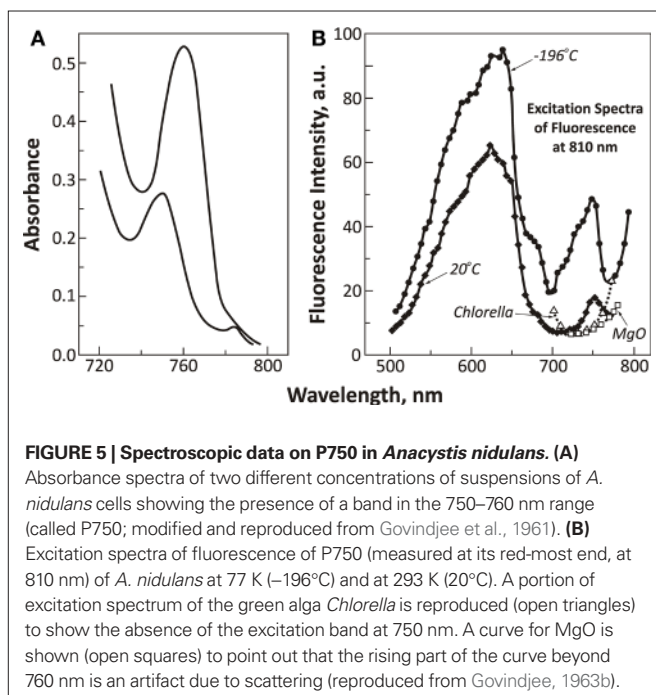 A
B
0.5
0.4
0.3
0.2
0.1
0.0
Absorbance
720
760
800
100
80
60
40
20
0
Fluorescence Intensity, a.u.
-196°C
Excitation Spectra
of Fluorescence
at 810 nm
20°C
Chlorella
MgO
500
600
700
800
Wavelength, nm
FIGURE 5 | Spectroscopic data on P750 in Anacystis nidulans. (A)
Absorbance spectra of two different concentrations of suspensions of A.
nidulans cells showing the presence of a band in the 750–760 nm range
(called P750; modified and reproduced from Govindjee et al., 1961). (B)
Excitation spectra of fluorescence of P750 (measured at its red-most end, at
810 nm) of A. nidulans at 77 K (–196°C) and at 293 K (20°C). A portion of
excitation spectrum of the green alga Chlorella is reproduced (open triangles)
to show the absence of the excitation band at 750 nm. A curve for MgO is
shown (open squares) to point out that the rising part of the curve beyond
760 nm is an artifact due to scattering (reproduced from Govindjee, 1963b).